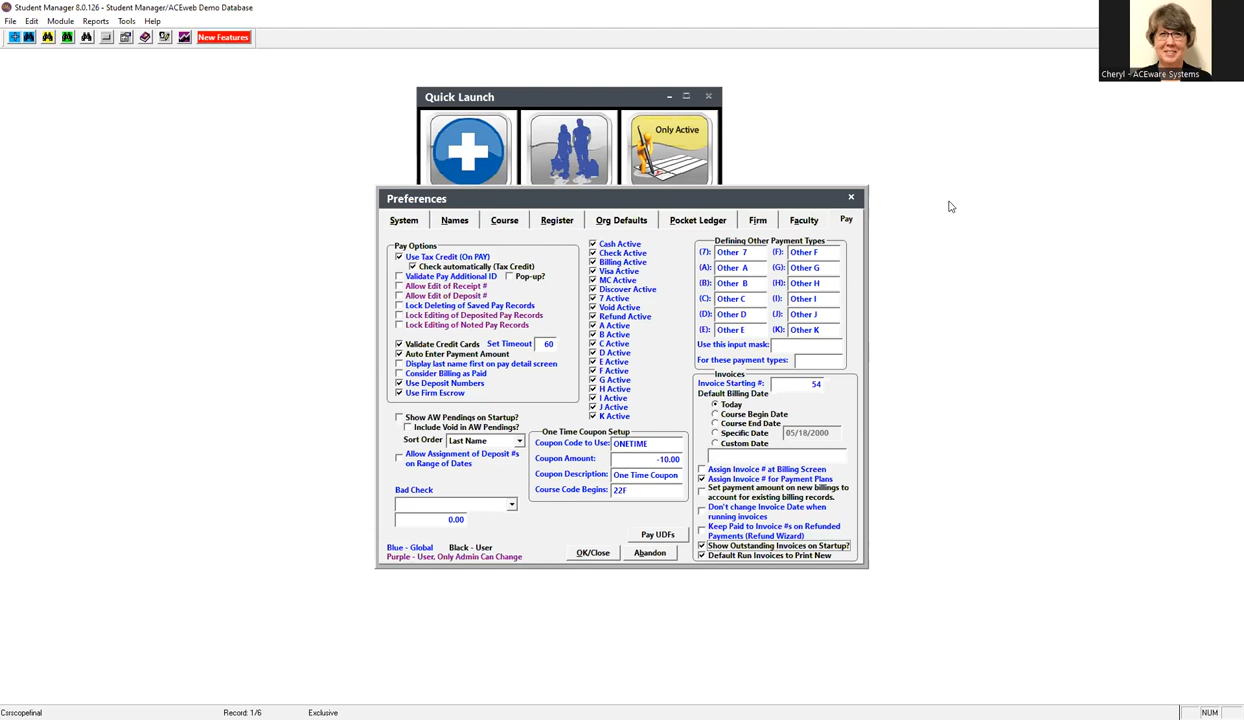 Student Manager 8.0.126 - Student Manager/ACEweb Demo Database
File Edit Module Reports Tools Help
New Features
Cheryl - ACEware Systems
Quick Launch
Only Active
Preferences
System Names Course Register Org Defaults Pocket Ledger Firm Faculty Pay
Pay Options
Use Tax Credit (On PAY)
Check automatically (Tax Credit)
Validate Pay Additional ID Pop-up?
Allow Edit of Receipt #
Allow Edit of Deposit #
Lock Deleting of Saved Pay Records
Lock Editing of Deposited Pay Records
Lock Editing of Noted Pay Records
Validate Credit Cards Set Timeout 60
Auto Enter Payment Amount
Display last name first on pay detail screen
Consider Billing as Paid
Use Deposit Numbers
Use Firm Escrow
Show AW Pendings on Startup?
Include Void in AW Pendings?
Sort Order Last Name
Allow Assignment of Deposit #s
on Range of Dates
Bad Check
0.00
Blue - Global Black - User
Purple - User, Only Admin Can Change
Cash Active
Check Active
Billing Active
Visa Active
MC Active
Discover Active
7 Active
Void Active
Refund Active
A Active
B Active
C Active
D Active
E Active
F Active
G Active
H Active
I Active
J Active
K Active
One Time Coupon Setup
Coupon Code to Use: ONETIME
Coupon Amount: -10.00
Coupon Description: One Time Coupon
Course Code Begins: 22F
Pay UDFs
OK/Close Abandon
Defining Other Payment Types
(7): Other 7 (F): Other F
(A): Other A (G): Other G
(B): Other B (H): Other H
(C): Other C (I): Other I
(D): Other D (J): Other J
(E): Other E (K): Other K
Use this input mask:
For these payment types:
Invoices
Invoice Starting #: 54
Default Billing Date
Today
Course Begin Date
Course End Date
Specific Date 05/18/2000
Custom Date
Assign Invoice # at Billing Screen
Assign Invoice # for Payment Plans
Set payment amount on new billings to
account for existing billing records.
Don't change Invoice Date when
running invoices
Keep Paid to Invoice #s on Refunded
Payments (Refund Wizard)
Show Outstanding Invoices on Startup?
Default Run Invoices to Print New
Csrscopefinal Record: 1/6 Exclusive NUM